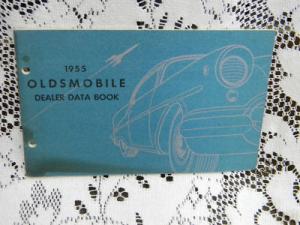 1955
OLDSMOBILE
DEALER DATA BOOK